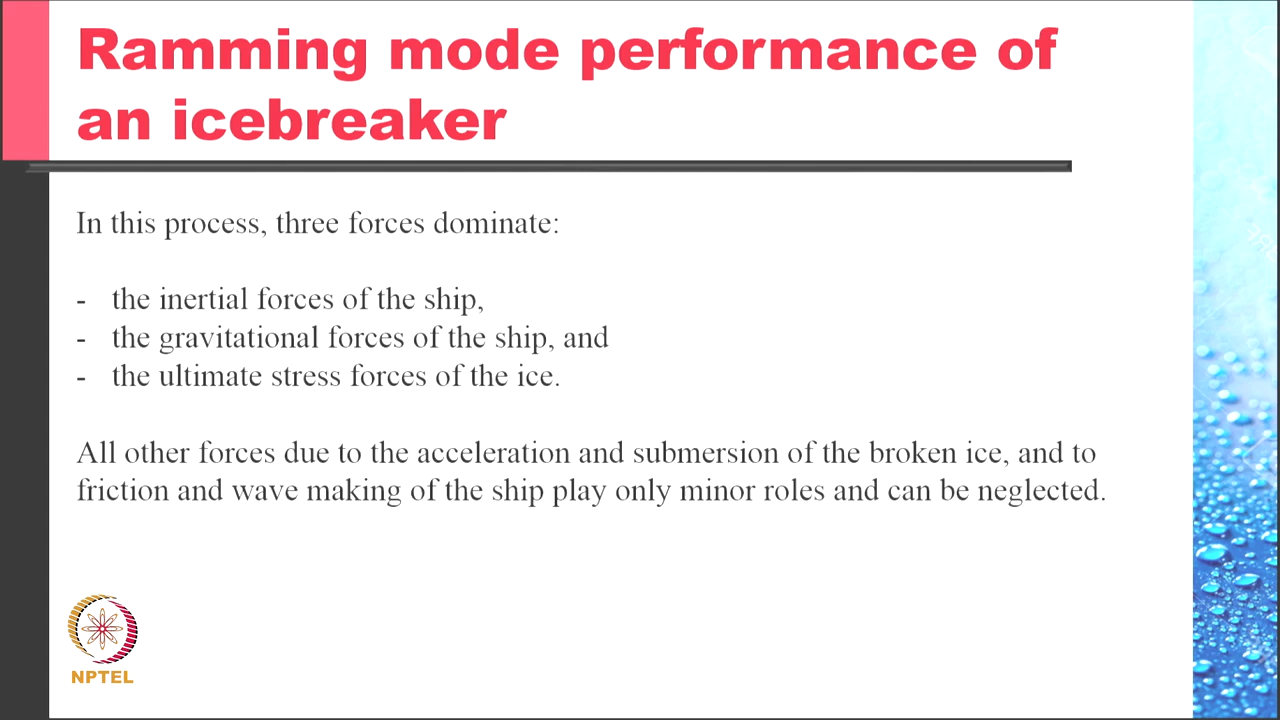 Ramming mode performance of
an icebreaker
In this process, three forces dominate:
- the inertial forces of the ship,
- the gravitational forces of the ship, and
- the ultimate stress forces of the ice.
All other forces due to the acceleration and submersion of the broken ice, and to
friction and wave making of the ship play only minor roles and can be neglected.
NPTEL